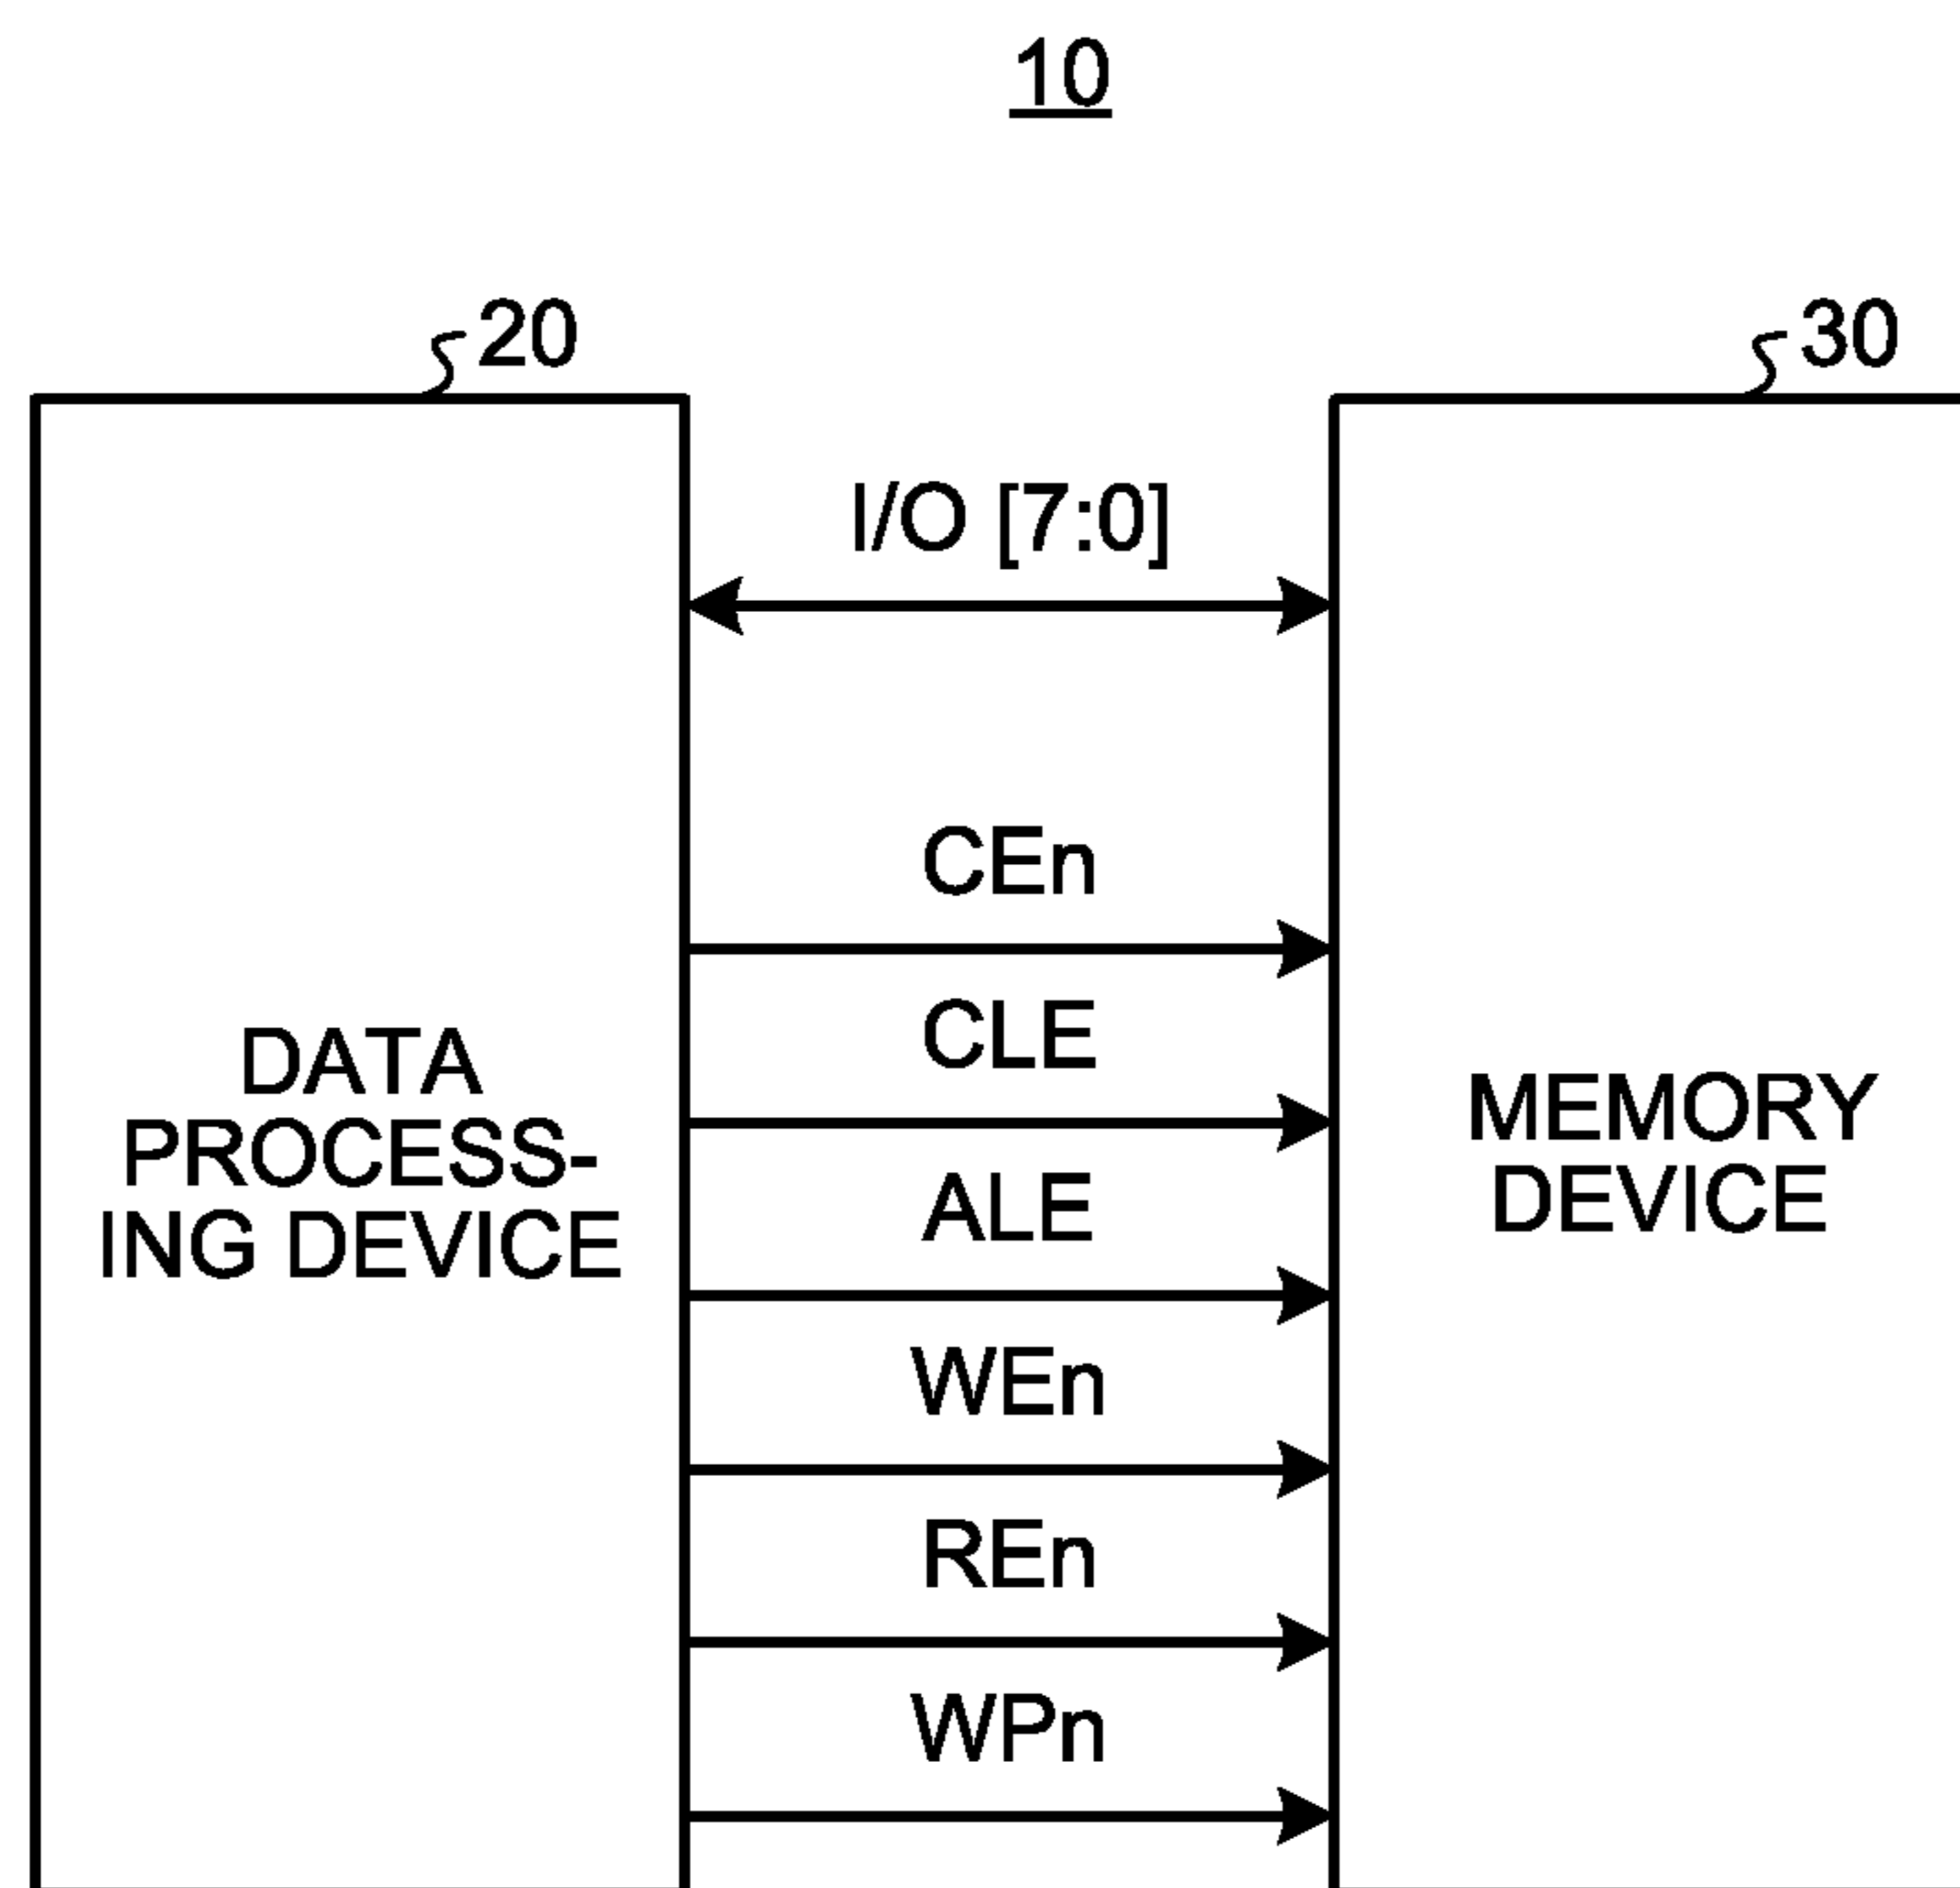 10
20
30
I/O [7:0]
CEn
CLE
ALE
WEn
REn
WPn
DATA
PROCESS-
ING DEVICE
MEMORY
DEVICE